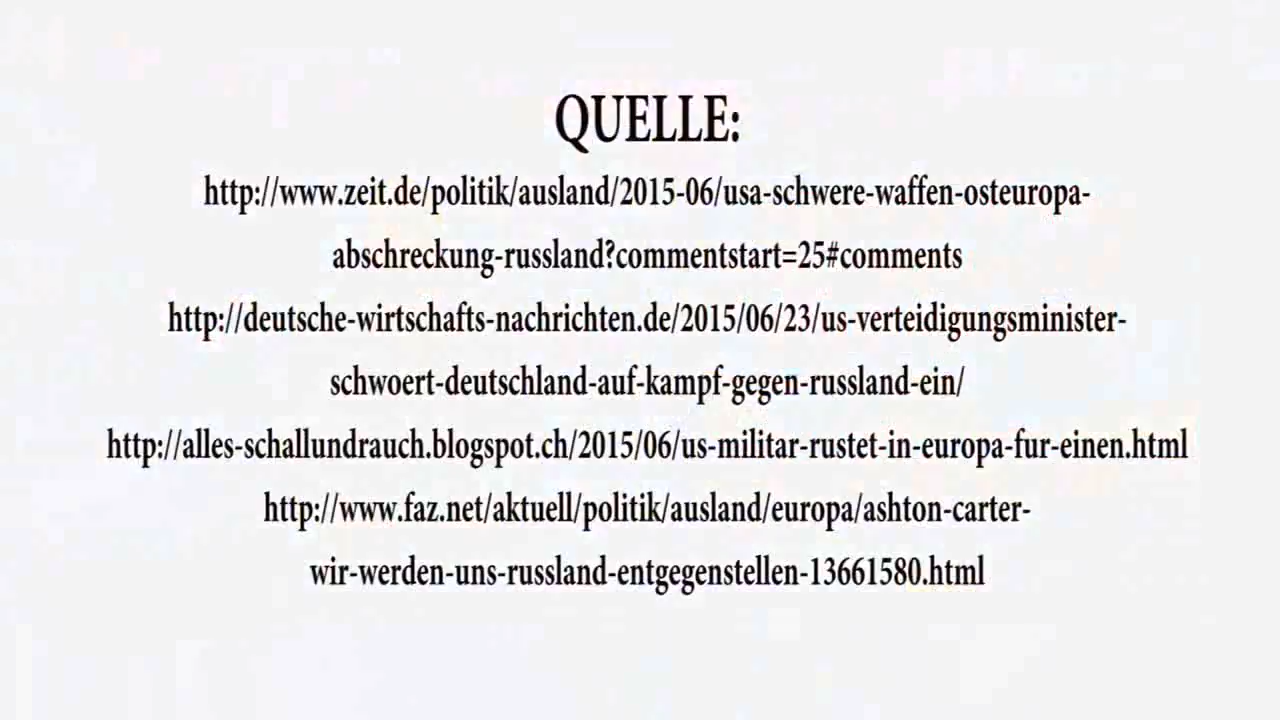 QUELLE:
http://www.zeit.de/politik/ausland/2015-06/usa-schwere-waffen-osteuropa-
abschreckung-russland?commentstart=25#comments
http://deutsche-wirtschafts-nachrichten.de/2015/06/23/us-verteidigungsminister-
schwoert-deutschland-auf-kampf-gegen-russland-ein/
http://alles-schallundrauch.blogspot.ch/2015/06/us-militar-rustet-in-europa-fur-einen.html
http://www.faz.net/aktuell/politik/ausland/europa/ashton-carter-
wir-werden-uns-russland-entgegenstellen-13661580.html